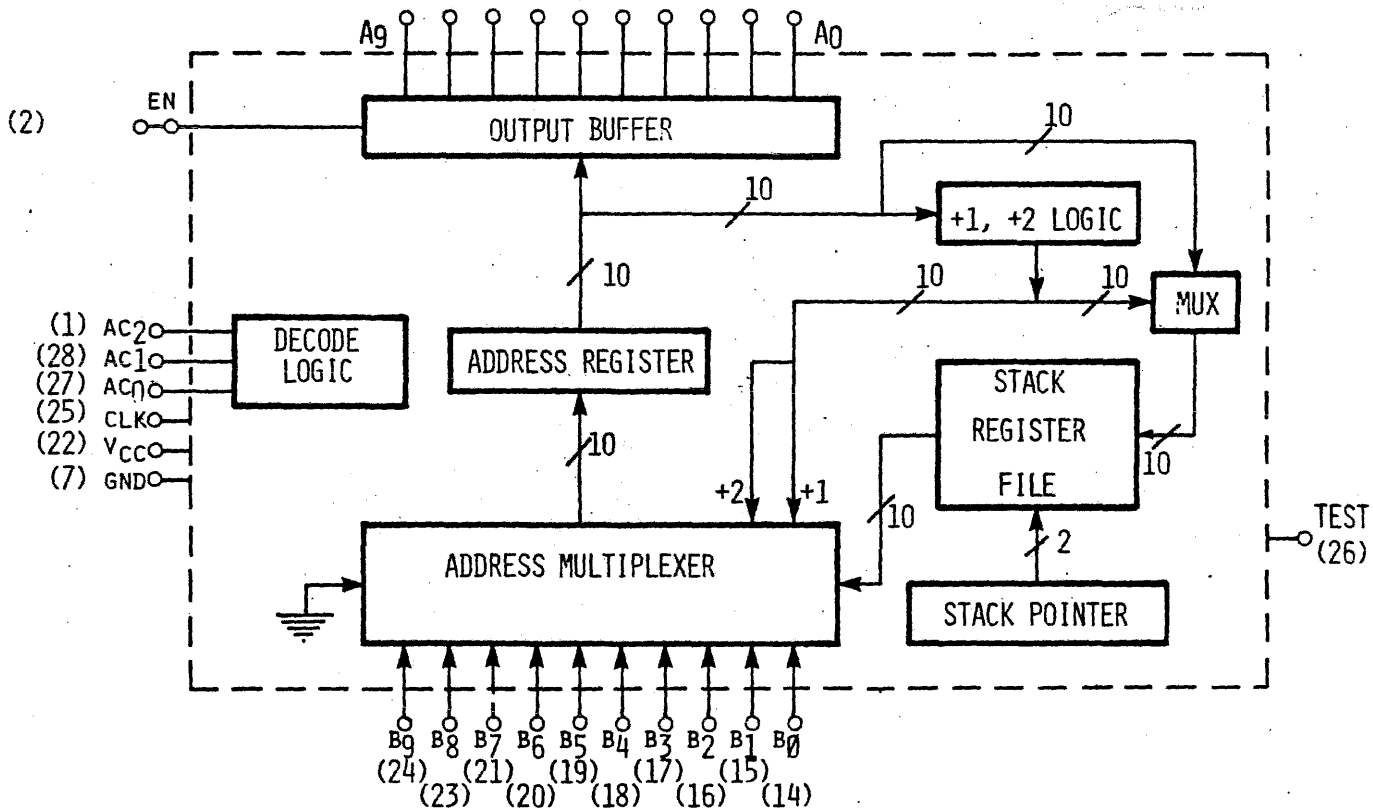 A9 A0
EN
(2)
OUTPUT BUFFER
10
10
+1, +2 LOGIC
10
10
10
MUX
(1) AC2
(28) AC1
(27) AC0
(25) CLK
(22) VCC
(7) GND
DECODE
LOGIC
ADDRESS REGISTER
STACK
REGISTER
FILE
10
10
+2 +1
10
2
TEST
(26)
ADDRESS MULTIPLEXER
STACK POINTER
B9 B8 B7 B6 B5 B4 B3 B2 B1 B0
(24) (21) (19) (17) (15)
(23) (20) (18) (16) (14)